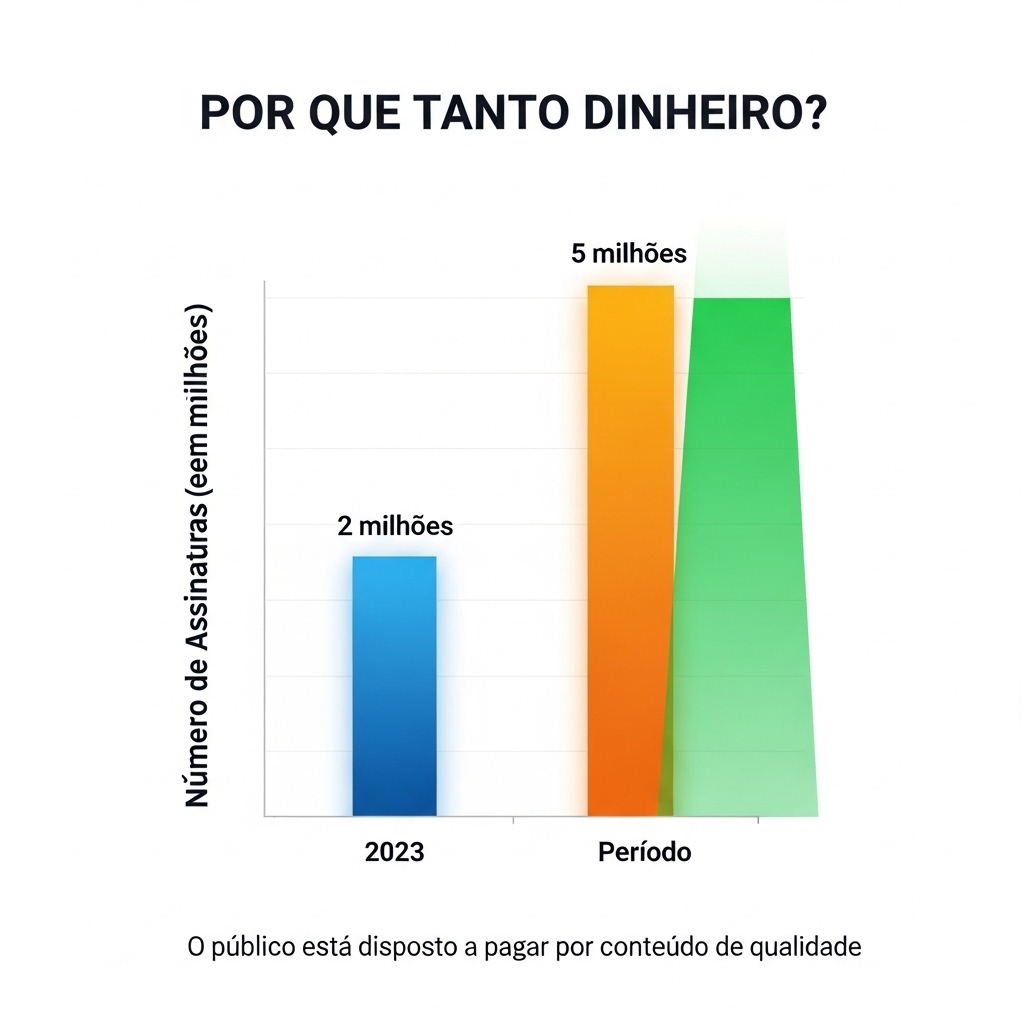 POR QUE TANTO DINHEIRO?
5 milhões
2 milhões
Número de Assinaturas (eem miilhões)
2023
Período
O público está disposto a pagar por conteúdo de qualidade